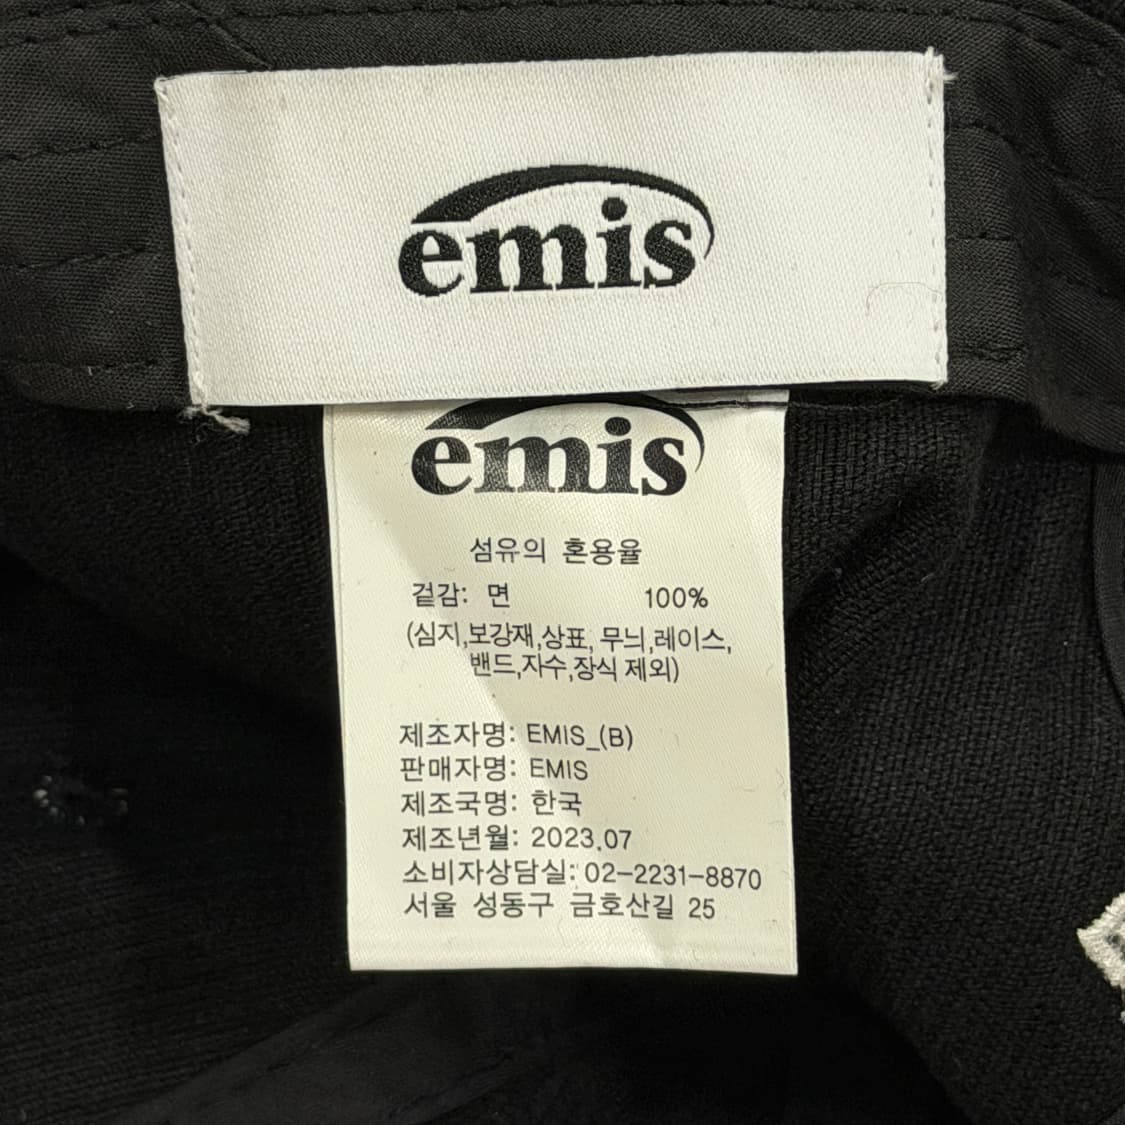 emis
emis
섬유의 혼용율
겉감: 면 100%
(심지,보강재,상표, 무늬,레이스,
밴드,자수,장식 제외)
제조자명: EMIS_(B)
판매자명: EMIS
제조국명: 한국
제조년월: 2023.07
소비자상담실: 02-2231-8870
서울 성동구 금호산길 25